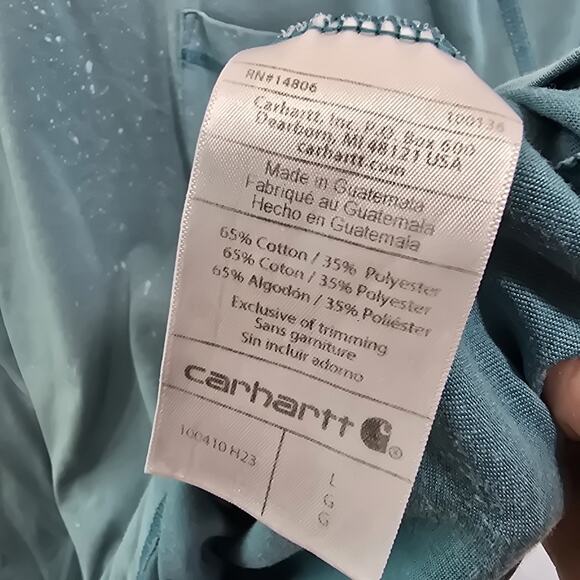 RN#14806 100136
Carhartt, Inc. P.O. Box 600
Dearborn, MI 48121 USA
carhartt.com
Made in Guatemala
Fabriqué au Guatemala
Hecho en Guatemala
65% Cotton / 35% Polyester
65% Coton / 35% Polyester
65% Algodón / 35% Poliéster
Exclusive of trimming
Sans garniture
Sin incluir adorno
carhartt
®
100410 H23
L
G
G